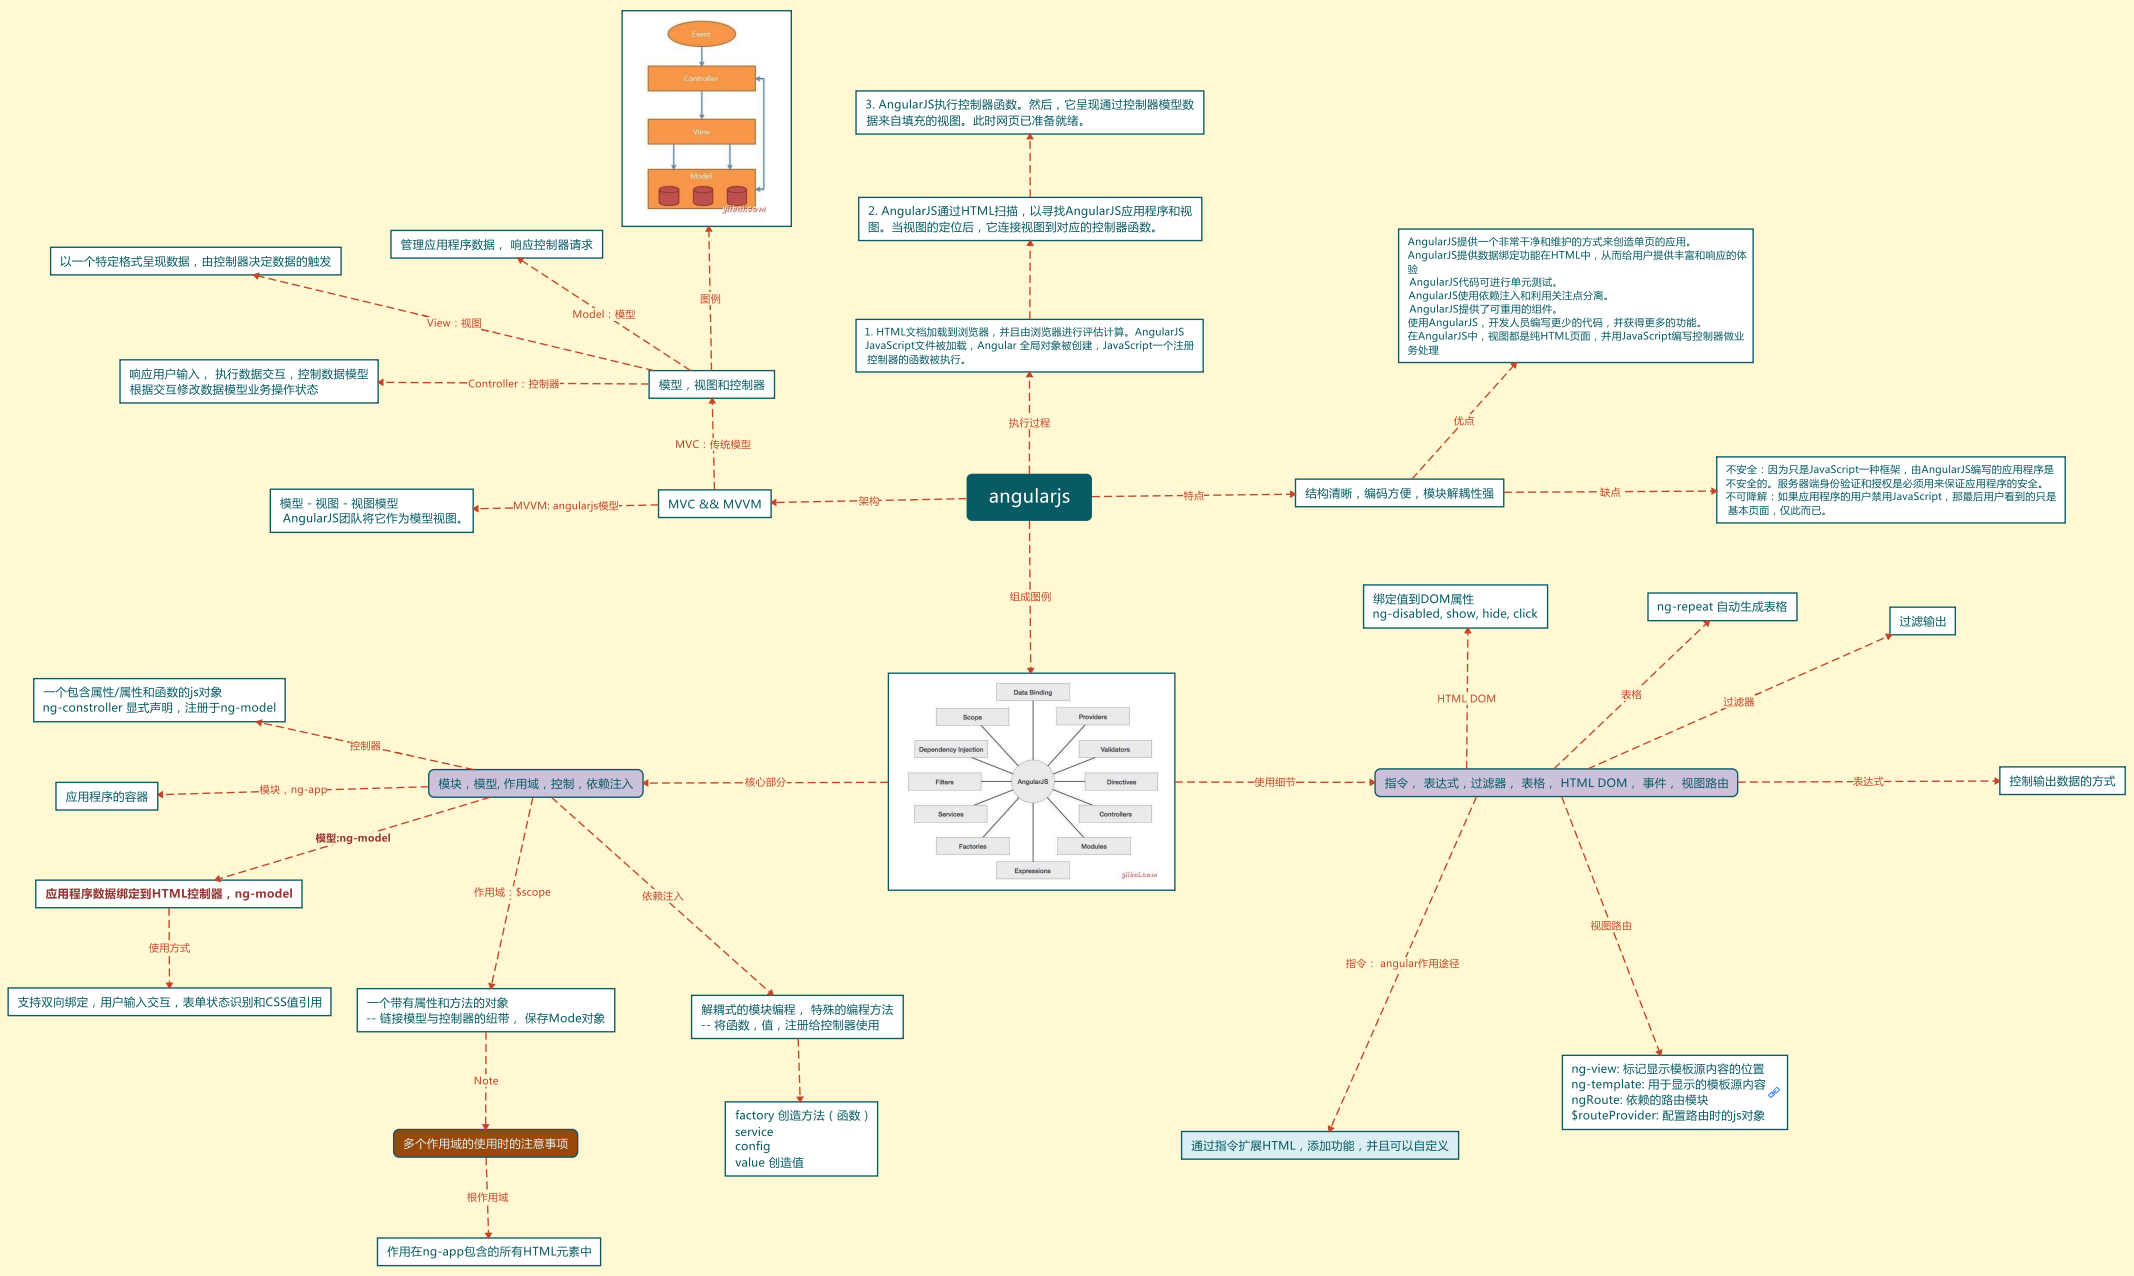 Event
Controller
View
Model
yiibai.com
3. AngularJS执行控制器函数。然后，它呈现通过控制器模型数
据来自填充的视图。此时网页已准备就绪。
2. AngularJS通过HTML扫描，以寻找AngularJS应用程序和视
图。当视图的定位后，它连接视图到对应的控制器函数。
管理应用程序数据， 响应控制器请求
以一个特定格式呈现数据，由控制器决定数据的触发
AngularJS提供一个非常干净和维护的方式来创造单页的应用。
AngularJS提供数据绑定功能在HTML中，从而给用户提供丰富和响应的体
验
AngularJS代码可进行单元测试。
AngularJS使用依赖注入和利用关注点分离。
AngularJS提供了可重用的组件。
使用AngularJS，开发人员编写更少的代码，并获得更多的功能。
在AngularJS中，视图都是纯HTML页面，并用JavaScript编写控制器做业
务处理
图例
Model：模型
View：视图
1. HTML文档加载到浏览器，并且由浏览器进行评估计算。AngularJS
JavaScript文件被加载，Angular 全局对象被创建，JavaScript一个注册
控制器的函数被执行。
响应用户输入， 执行数据交互，控制数据模型
根据交互修改数据模型业务操作状态
Controller：控制器
模型，视图和控制器
执行过程
优点
MVC：传统模型
模型 - 视图 - 视图模型
AngularJS团队将它作为模型视图。
MVVM: angularjs模型
MVC && MVVM
架构
angularjs
特点
结构清晰，编码方便，模块解耦性强
缺点
不安全：因为只是JavaScript一种框架，由AngularJS编写的应用程序是
不安全的。服务器端身份验证和授权是必须用来保证应用程序的安全。
不可降解：如果应用程序的用户禁用JavaScript，那最后用户看到的只是
基本页面，仅此而已。
组成图例
绑定值到DOM属性
ng-disabled, show, hide, click
ng-repeat 自动生成表格
过滤输出
HTML DOM
表格
过滤器
一个包含属性/属性和函数的js对象
ng-constroller 显式声明，注册于ng-model
控制器
Data Binding
Scope
Providers
Dependency Injection
Validators
Filters
AngularJS
Directives
Services
Controllers
Factories
Modules
Expressions
yiibai.com
应用程序的容器
模块，ng-app
模块，模型, 作用域，控制，依赖注入
核心部分
使用细节
指令， 表达式，过滤器， 表格， HTML DOM， 事件， 视图路由
表达式
控制输出数据的方式
模型:ng-model
应用程序数据绑定到HTML控制器，ng-model
作用域：$scope
依赖注入
使用方式
支持双向绑定，用户输入交互，表单状态识别和CSS值引用
视图路由
指令： angular作用途径
一个带有属性和方法的对象
-- 链接模型与控制器的纽带， 保存Mode对象
解耦式的模块编程， 特殊的编程方法
-- 将函数，值，注册给控制器使用
Note
ng-view: 标记显示模板源内容的位置
ng-template: 用于显示的模板源内容
ngRoute: 依赖的路由模块
$routeProvider: 配置路由时的js对象
factory 创造方法（函数）
service
config
value 创造值
多个作用域的使用时的注意事项
通过指令扩展HTML，添加功能，并且可以自定义
根作用域
作用在ng-app包含的所有HTML元素中